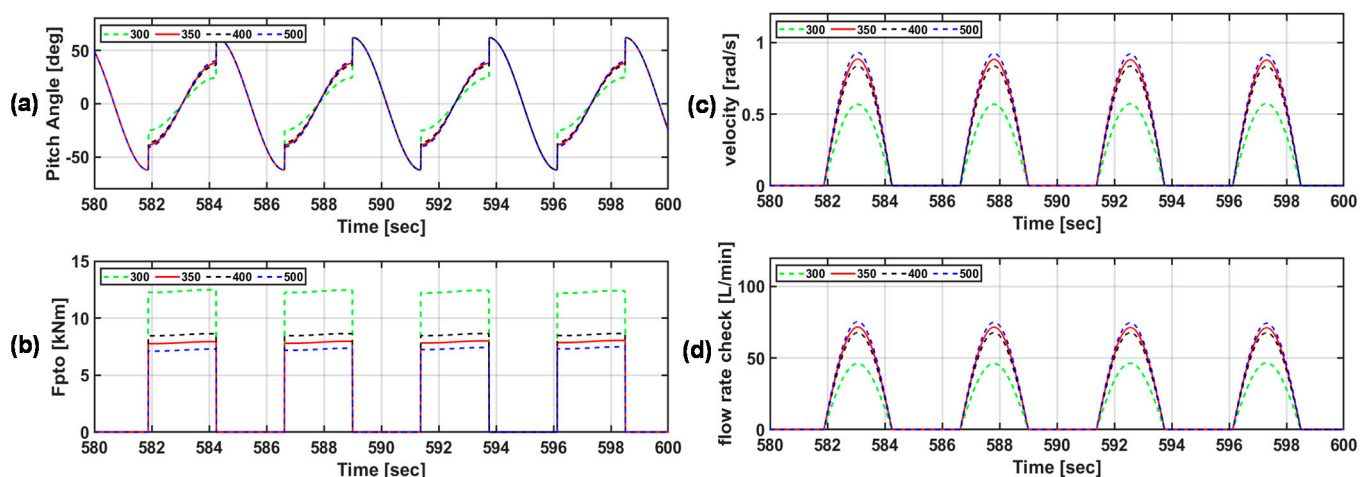 (a)
Pitch Angle [deg]
300 350 400 500
50
0
-50
580 582 584 586 588 590 592 594 596 598 600
Time [sec]
(b)
Fpto [kNm]
300 350 400 500
15
10
5
0
580 582 584 586 588 590 592 594 596 598 600
Time [sec]
(c)
velocity [rad/s]
300 350 400 500
1
0.5
0
580 582 584 586 588 590 592 594 596 598 600
Time [sec]
(d)
flow rate check [L/min]
300 350 400 500
100
50
0
580 582 584 586 588 590 592 594 596 598 600
Time [sec]